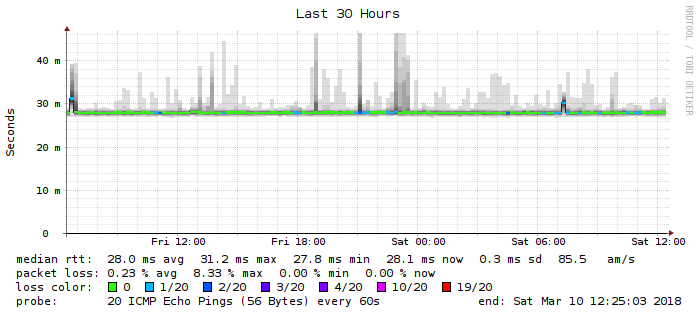 Last 30 Hours
RRDTOOL / TOBI OETIKER
Seconds
40 m
30 m
20 m
10 m
0
Fri 12:00 Fri 18:00 Sat 00:00 Sat 06:00 Sat 12:00
median rtt: 28.0 ms avg 31.2 ms max 27.8 ms min 28.1 ms now 0.3 ms sd 85.5 am/s
packet loss: 0.23 % avg 8.33 % max 0.00 % min 0.00 % now
loss color: 0 1/20 2/20 3/20 4/20 10/20 19/20
probe: 20 ICMP Echo Pings (56 Bytes) every 60s end: Sat Mar 10 12:25:03 2018